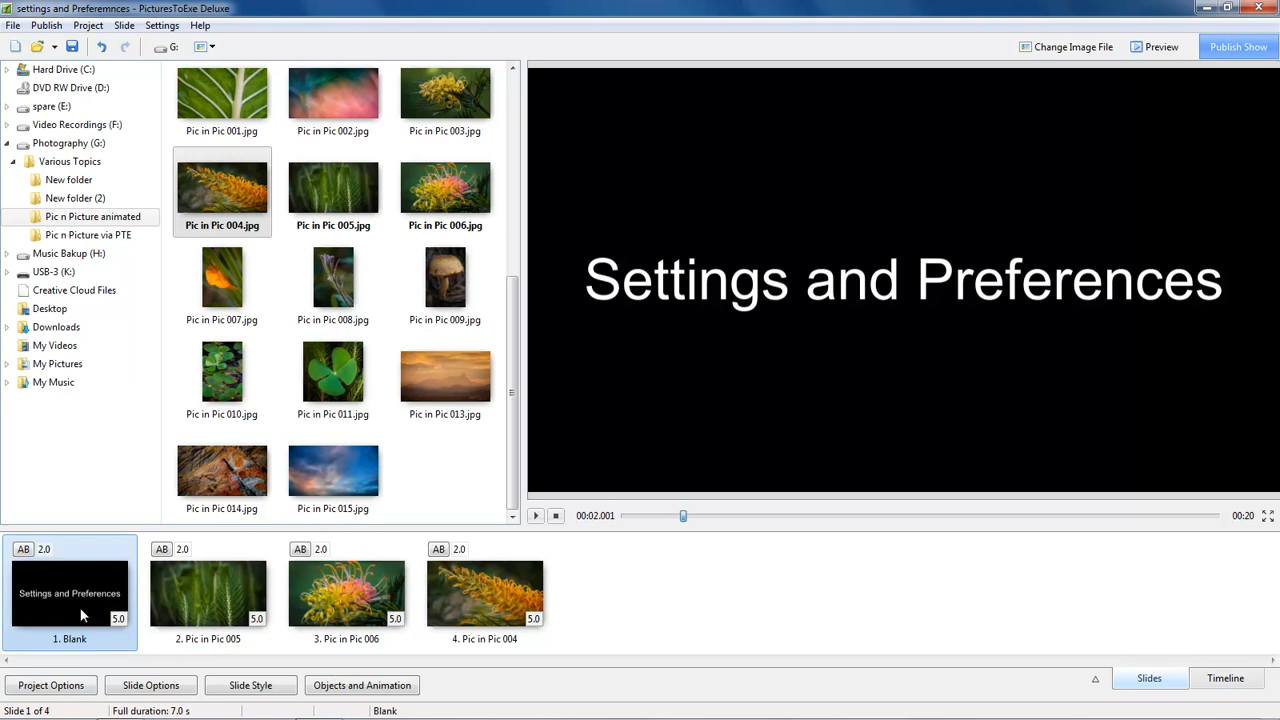 settings and Preferemnces - PicturesToExe Deluxe
File Publish Project Slide Settings Help
G: Change Image File Preview Publish Show
Hard Drive (C:)
DVD RW Drive (D:)
spare (E:)
Video Recordings (F:)
Photography (G:)
Various Topics
New folder
New folder (2)
Pic n Picture animated
Pic n Picture via PTE
Music Bakup (H:)
USB-3 (K:)
Creative Cloud Files
Desktop
Downloads
My Videos
My Pictures
My Music
Pic in Pic 001.jpg Pic in Pic 002.jpg Pic in Pic 003.jpg
Pic in Pic 004.jpg Pic in Pic 005.jpg Pic in Pic 006.jpg
Pic in Pic 007.jpg Pic in Pic 008.jpg Pic in Pic 009.jpg
Pic in Pic 010.jpg Pic in Pic 011.jpg Pic in Pic 013.jpg
Pic in Pic 014.jpg Pic in Pic 015.jpg
Settings and Preferences
00:02.001 00:20
AB 2.0 AB 2.0 AB 2.0 AB 2.0
Settings and Preferences
5.0 5.0 5.0 5.0
1. Blank 2. Pic in Pic 005 3. Pic in Pic 006 4. Pic in Pic 004
Project Options Slide Options Slide Style Objects and Animation Slides Timeline
Slide 1 of 4 Full duration: 7.0 s Blank